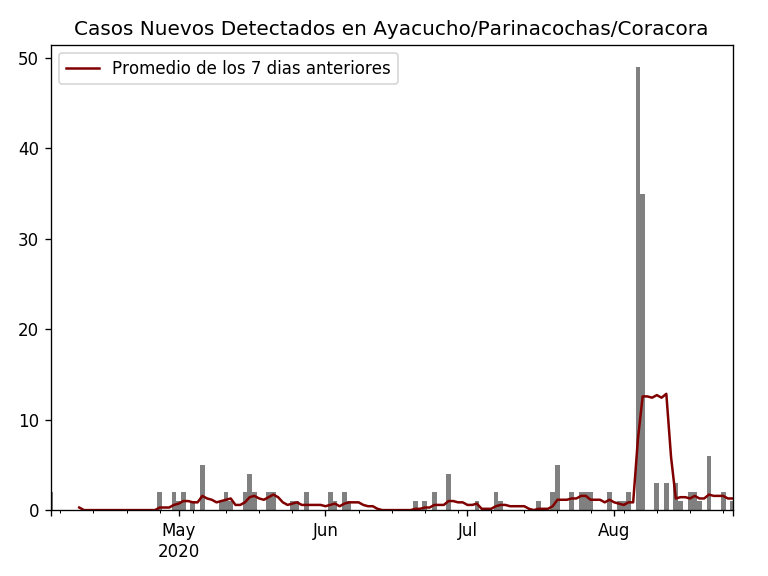 Casos Nuevos Detectados en Ayacucho/Parinacochas/Coracora
Promedio de los 7 dias anteriores
50
40
30
20
10
0
May
2020
Jun
Jul
Aug